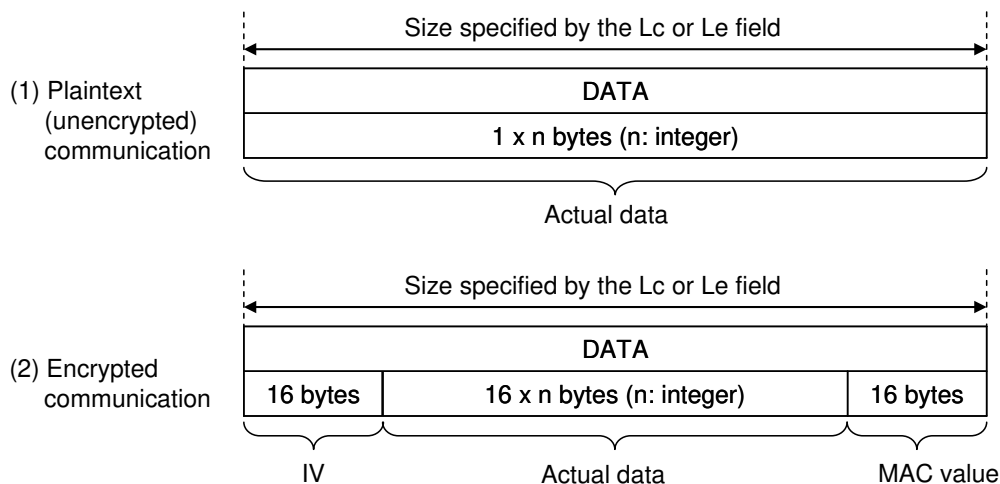 Size specified by the Lc or Le field
(1) Plaintext
(unencrypted)
communication
DATA
1 x n bytes (n: integer)
Actual data
Size specified by the Lc or Le field
(2) Encrypted
communication
DATA
16 bytes 16 x n bytes (n: integer) 16 bytes
IV Actual data MAC value